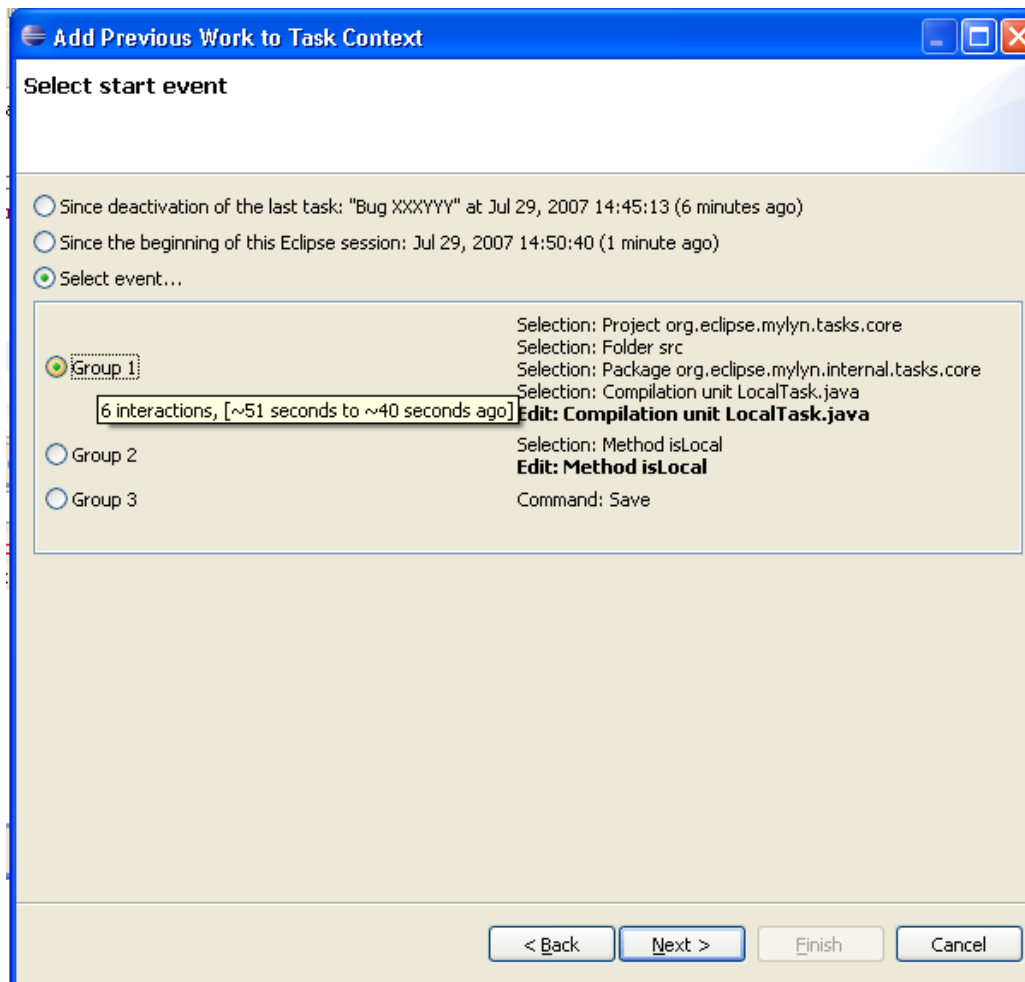 Add Previous Work to Task Context
Select start event
Since deactivation of the last task: "Bug XXXYYY" at Jul 29, 2007 14:45:13 (6 minutes ago)
Since the beginning of this Eclipse session: Jul 29, 2007 14:50:40 (1 minute ago)
Select event...
Group 1
Selection: Project org.eclipse.mylyn.tasks.core
Selection: Folder src
Selection: Package org.eclipse.mylyn.internal.tasks.core
Selection: Compilation unit LocalTask.java
Edit: Compilation unit LocalTask.java
6 interactions, [~51 seconds to ~40 seconds ago]
Group 2
Selection: Method isLocal
Edit: Method isLocal
Group 3
Command: Save
< Back
Next >
Finish
Cancel